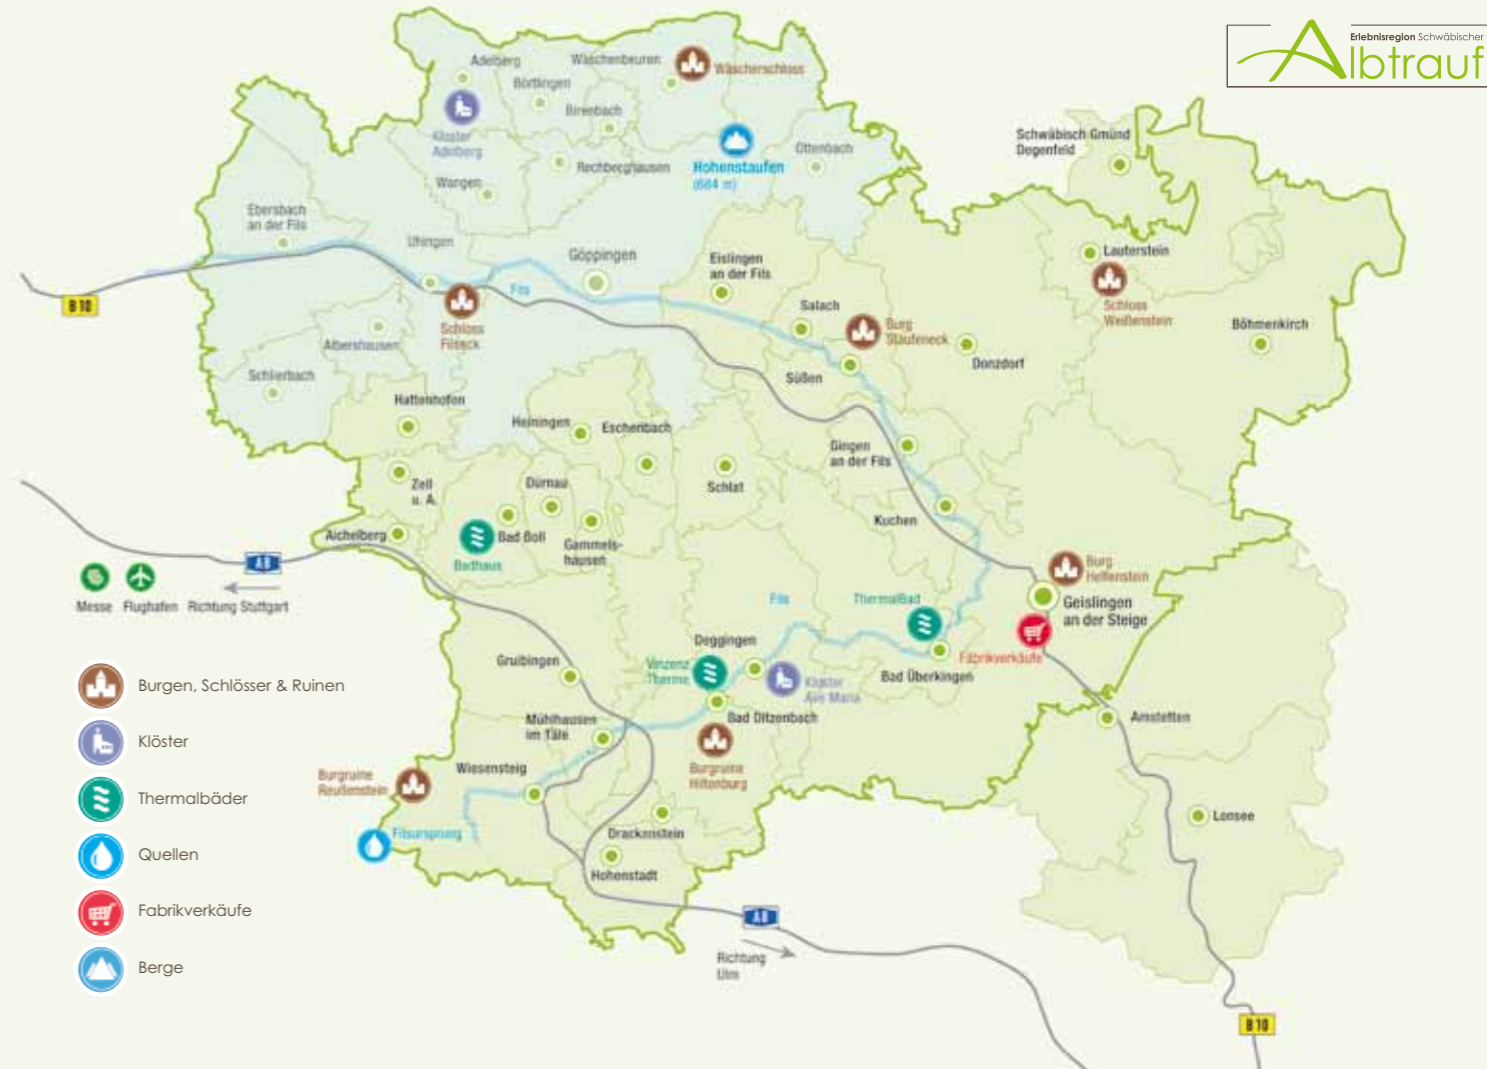 Erlebnisregion Schwäbischer
Albtrauf
Adelberg
Wäschenbeuren
Wäscherschloss
Börtlingen
Birenbach
Kloster
Adelberg
Rechberghausen
Wangen
Hohenstaufen
(684 m)
Ottenbach
Schwäbisch Gmünd
Degenfeld
Ebersbach
an der Fils
Uhingen
Göppingen
Eislingen
an der Fils
Lauterstein
B 10
Fils
Salach
Schloss
Weißenstein
Schloss
Filseck
Burg
Staufeneck
Böhmenkirch
Albershausen
Donzdorf
Schlierbach
Süßen
Hattenhofen
Heiningen
Eschenbach
Gingen
an der Fils
Zell
u. A.
Dürnau
Schlat
Kuchen
Aichelberg
Bad Boll
Gammels-
hausen
Badhaus
A8
Burg
Helfenstein
Messe
Flughafen
Richtung Stuttgart
Fils
ThermalBad
Geislingen
an der Steige
Deggingen
Gruibingen
Vinzenz
Therme
Kloster
Ave Maria
Bad Überkingen
Fabrikverkäufe
Burgen, Schlösser & Ruinen
Mühlhausen
im Täle
Bad Ditzenbach
Amstetten
Klöster
Wiesensteig
Burgruine
Reußenstein
Burgruine
Hiltenburg
Thermalbäder
Filsursprung
Drackenstein
Lonsee
Quellen
Hohenstadt
Fabrikverkäufe
A8
Richtung
Ulm
Berge
B 10